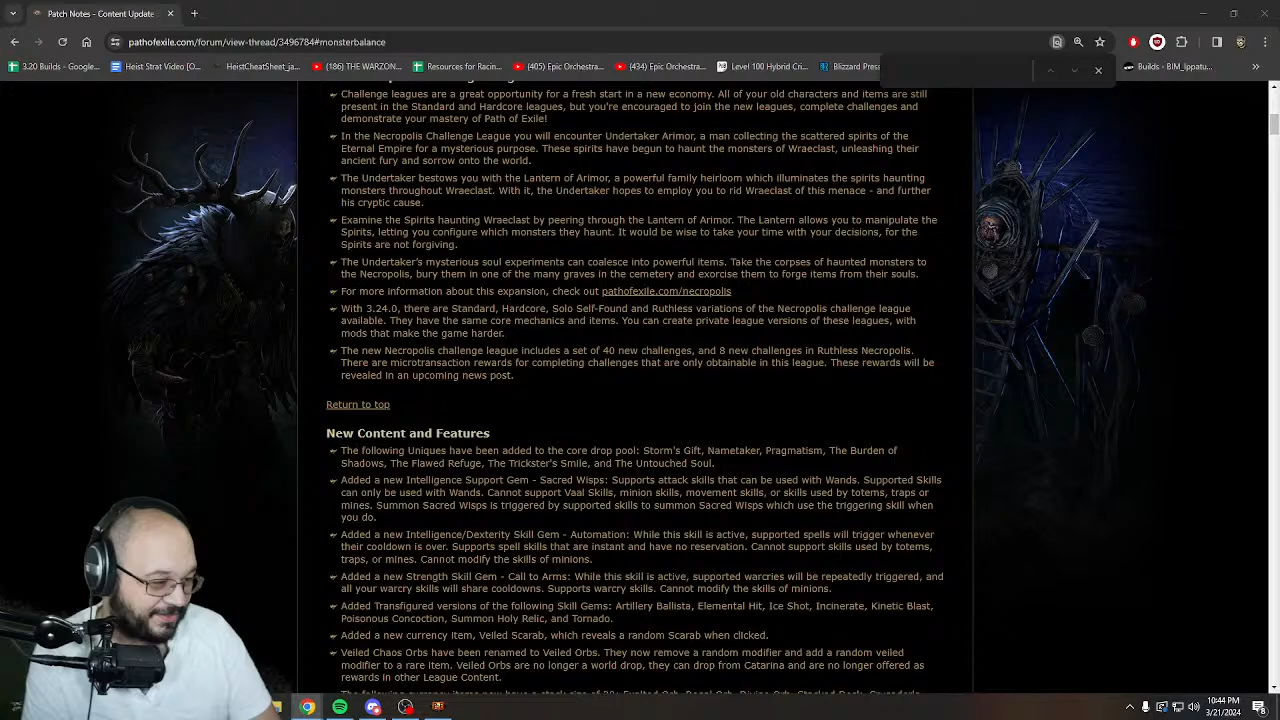 pathofexile.com/forum/view-thread/3496784#monsterbalance
3.20 Builds - Google...
Heist Strat Video (O...
HeistCheatSheet_ja...
(186) THE WARZON...
Resources for Racin...
(405) Epic Orchestra...
(434) Epic Orchestra...
Level 100 Hybrid Cr...
Blizzard Press
Builds - BM_Ippatsu...
Challenge leagues are a great opportunity for a fresh start in a new economy. All of your old characters and items are still
present in the Standard and Hardcore leagues, but you're encouraged to join the new leagues, complete challenges and
demonstrate your mastery of Path of Exile!
In the Necropolis Challenge League you will encounter Undertaker Arimor, a man collecting the scattered spirits of the
Eternal Empire for a mysterious purpose. These spirits have begun to haunt the monsters of Wraeclast, unleashing their
ancient fury and sorrow onto the world.
The Undertaker bestows you with the Lantern of Arimor, a powerful family heirloom which illuminates the spirits haunting
monsters throughout Wraeclast. With it, the Undertaker hopes to employ you to rid Wraeclast of this menace - and further
his cryptic cause.
Examine the Spirits haunting Wraeclast by peering through the Lantern of Arimor. The Lantern allows you to manipulate the
Spirits, letting you configure which monsters they haunt. It would be wise to take your time with your decisions, for the
Spirits are not forgiving.
The Undertaker's mysterious soul experiments can coalesce into powerful items. Take the corpses of haunted monsters to
the Necropolis, bury them in one of the many graves in the cemetery and exorcise them to forge items from their souls.
For more information about this expansion, check out pathofexile.com/necropolis
With 3.24.0, there are Standard, Hardcore, Solo Self-Found and Ruthless variations of the Necropolis challenge league
available. They have the same core mechanics and items. You can create private league versions of these leagues, with
mods that make the game harder.
The new Necropolis challenge league includes a set of 40 new challenges, and 8 new challenges in Ruthless Necropolis.
There are microtransaction rewards for completing challenges that are only obtainable in this league. These rewards will be
revealed in an upcoming news post.
Return to top
New Content and Features
The following Uniques have been added to the core drop pool: Storm's Gift, Nametaker, Pragmatism, The Burden of
Shadows, The Flawed Refuge, The Trickster's Smile, and The Untouched Soul.
Added a new Intelligence Support Gem - Sacred Wisps: Supports attack skills that can be used with Wands. Supported Skills
can only be used with Wands. Cannot support Vaal Skills, minion skills, movement skills, or skills used by totems, traps or
mines. Summon Sacred Wisps is triggered by supported skills to summon Sacred Wisps which use the triggering skill when
you do.
Added a new Intelligence/Dexterity Skill Gem - Automation: While this skill is active, supported spells will trigger whenever
their cooldown is over. Supports spell skills that are instant and have no reservation. Cannot support skills used by totems,
traps, or mines. Cannot modify the skills of minions.
Added a new Strength Skill Gem - Call to Arms: While this skill is active, supported warcries will be repeatedly triggered, and
all your warcry skills will share cooldowns. Supports warcry skills. Cannot modify the skills of minions.
Added Transfigured versions of the following Skill Gems: Artillery Ballista, Elemental Hit, Ice Shot, Incinerate, Kinetic Blast,
Poisonous Concoction, Summon Holy Relic, and Tornado.
Added a new currency item, Veiled Scarab, which reveals a random Scarab when clicked.
Veiled Chaos Orbs have been renamed to Veiled Orbs. They now remove a random modifier and add a random veiled
modifier to a rare item. Veiled Orbs are no longer a world drop, they can drop from Catarina and are no longer offered as
rewards in other League Content.
10:44 PM
3/21/2024